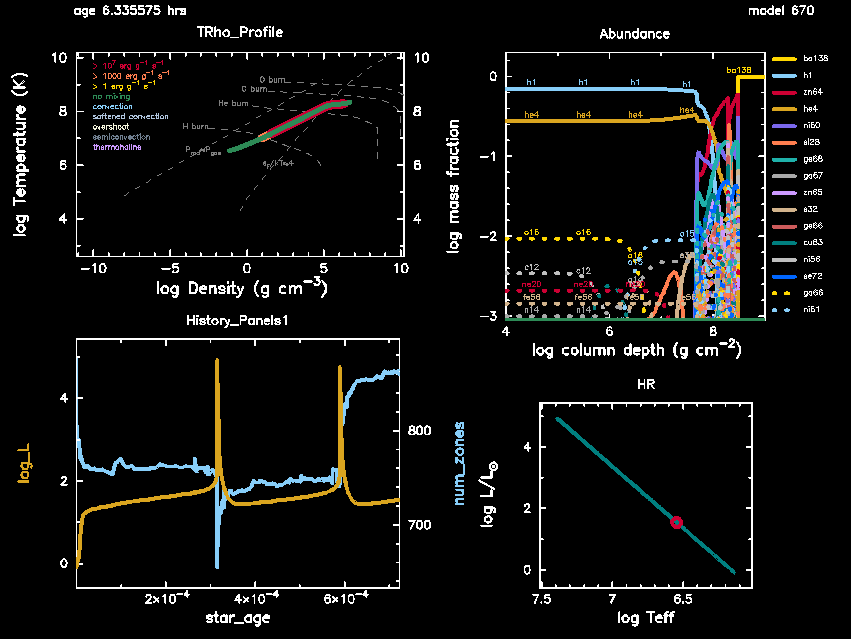 age 6.335575 hrs
model 670
TRho_Profile
log Temperature (K)
10
8
6
4
10
8
6
4
> 10⁷ erg g⁻¹ s⁻¹
> 1000 erg g⁻¹ s⁻¹
> 1 erg g⁻¹ s⁻¹
no mixing
convection
softened convection
overshoot
semiconvection
thermohaline
O burn
C burn
He burn
H burn
−10
−5
0
5
10
log Density (g cm⁻³)
Abundance
log mass fraction
0
−1
−2
−3
ba138
h1 h1 h1 h1
he4 he4 he4 he4
o16 o16 o15
c12 c12
ne20 ne20
fe56 fe56
n14 n14
4
6
8
log column depth (g cm⁻²)
ba138
h1
zn64
he4
ni60
si28
ge68
ga67
zn65
s32
ge66
cu63
ni56
se72
ga66
ni61
History_Panels1
log_L
4
2
0
800
700
num_zones
2×10⁻⁴
4×10⁻⁴
6×10⁻⁴
star_age
HR
log L/L⊙
4
2
0
7.5
7
6.5
log Teff